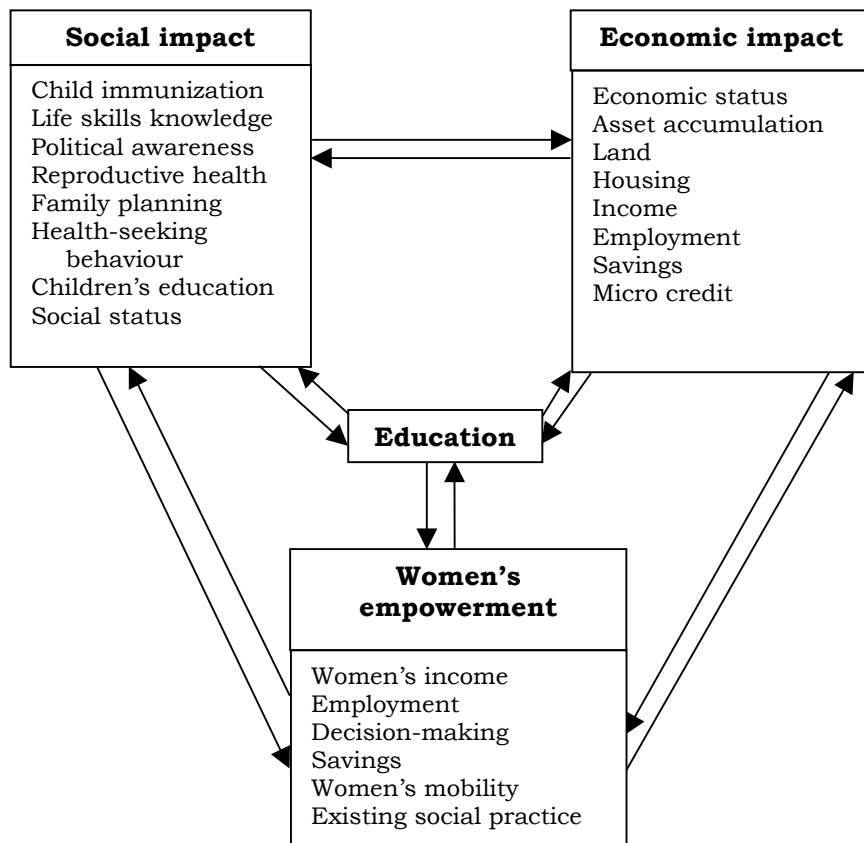 Social impact
Child immunization
Life skills knowledge
Political awareness
Reproductive health
Family planning
Health-seeking
behaviour
Children’s education
Social status
Economic impact
Economic status
Asset accumulation
Land
Housing
Income
Employment
Savings
Micro credit
Education
Women’s
empowerment
Women’s income
Employment
Decision-making
Savings
Women’s mobility
Existing social practice